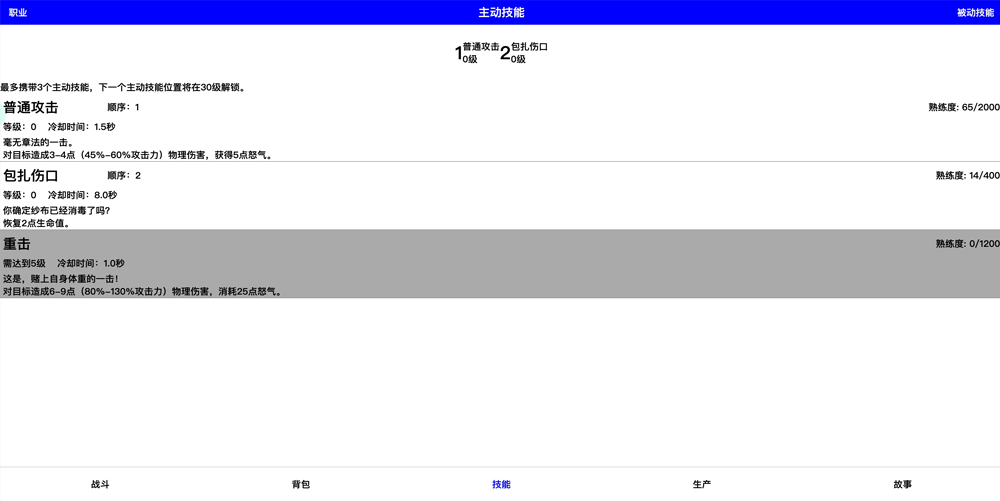 职业 主动技能 被动技能
1 普通攻击 0级 2 包扎伤口 0级
最多携带3个主动技能，下一个主动技能位置将在30级解锁。
普通攻击 顺序：1 熟练度: 65/2000
等级：0 冷却时间：1.5秒
毫无章法的一击。
对目标造成3-4点（45%-60%攻击力）物理伤害，获得5点怒气。
包扎伤口 顺序：2 熟练度: 14/400
等级：0 冷却时间：8.0秒
你确定纱布已经消毒了吗？
恢复2点生命值。
重击 熟练度: 0/1200
需达到5级 冷却时间：1.0秒
这是，赌上自身体重的一击！
对目标造成6-9点（80%-130%攻击力）物理伤害，消耗25点怒气。
战斗 背包 技能 生产 故事